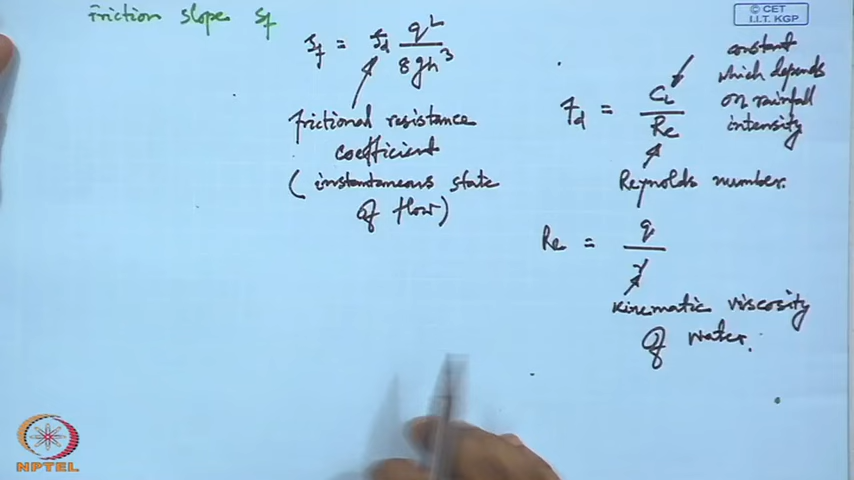 Friction slope Sf
© CET
I.I.T. KGP
Sf = fd q² / 8gh³
frictional resistance
coefficient
(instantaneous state
of flow)
constant
which depends
on rainfall
intensity
fd = CL / Re
Reynolds number.
Re = q / ν
Kinematic viscosity
of water.
NPTEL